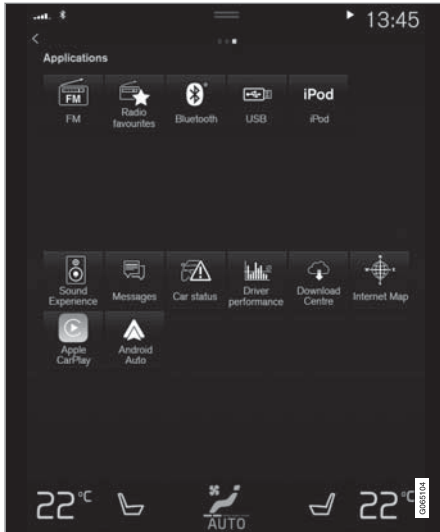 13:45
Applications
FM
FM
Radio
favourites
Bluetooth
USB
iPod
iPod
Sound
Experience
Messages
Car status
Driver
performance
Download
Centre
Internet Map
Apple
CarPlay
Android
Auto
22°C
AUTO
22°C
G065104